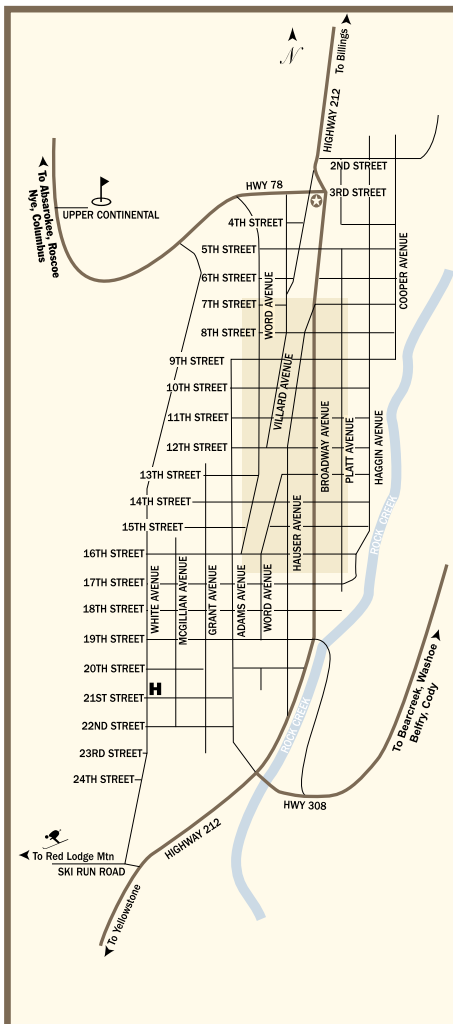 To Billings
N
HIGHWAY 212
2ND STREET
HWY 78
3RD STREET
To Absarokee, Roscoe
Nye, Columbus
UPPER CONTINENTAL
4TH STREET
5TH STREET
COOPER AVENUE
6TH STREET
WORD AVENUE
7TH STREET
8TH STREET
9TH STREET
VILLARD AVENUE
10TH STREET
11TH STREET
BROADWAY AVENUE
PLATT AVENUE
HAGGIN AVENUE
12TH STREET
13TH STREET
14TH STREET
HAUSER AVENUE
15TH STREET
ROCK CREEK
16TH STREET
WHITE AVENUE
MCGILLIAN AVENUE
GRANT AVENUE
ADAMS AVENUE
WORD AVENUE
17TH STREET
18TH STREET
19TH STREET
20TH STREET
H
21ST STREET
To Bearcreek, Washoe
Belfry, Cody
22ND STREET
ROCK CREEK
23RD STREET
24TH STREET
HWY 308
HIGHWAY 212
To Red Lodge Mtn
SKI RUN ROAD
To Yellowstone